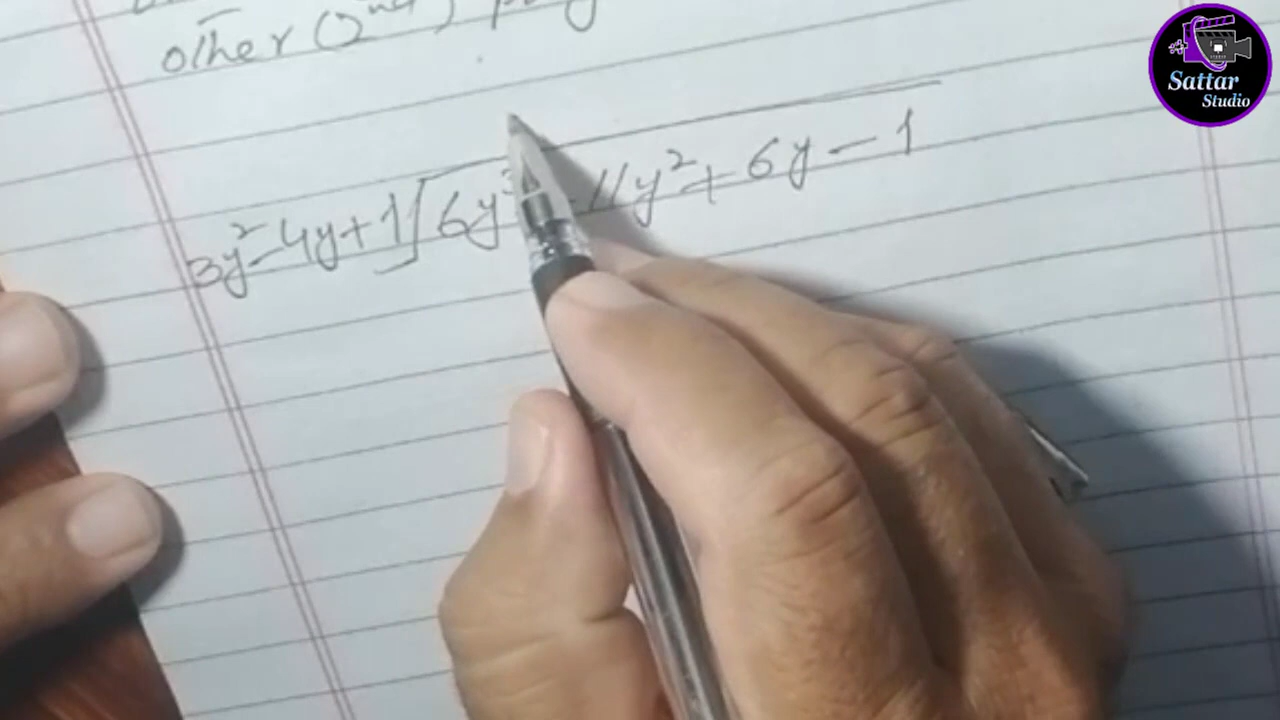 other (2nd)
3y² - 4y + 1 6y³ - 11y² + 6y - 1
Sattar
Studio